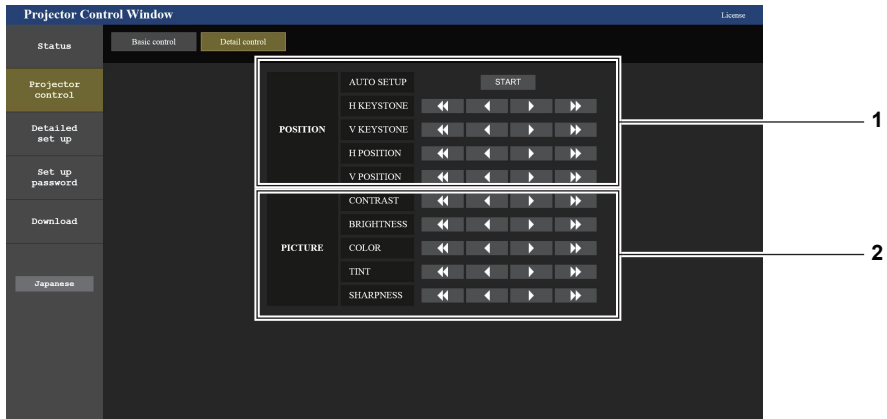 Projector Control Window
License
Status
Basic control
Detail control
Projector
control
Detailed
set up
Set up
password
Download
Japanese
POSITION
AUTO SETUP
START
H KEYSTONE
V KEYSTONE
H POSITION
V POSITION
1
PICTURE
CONTRAST
BRIGHTNESS
COLOR
TINT
SHARPNESS
2